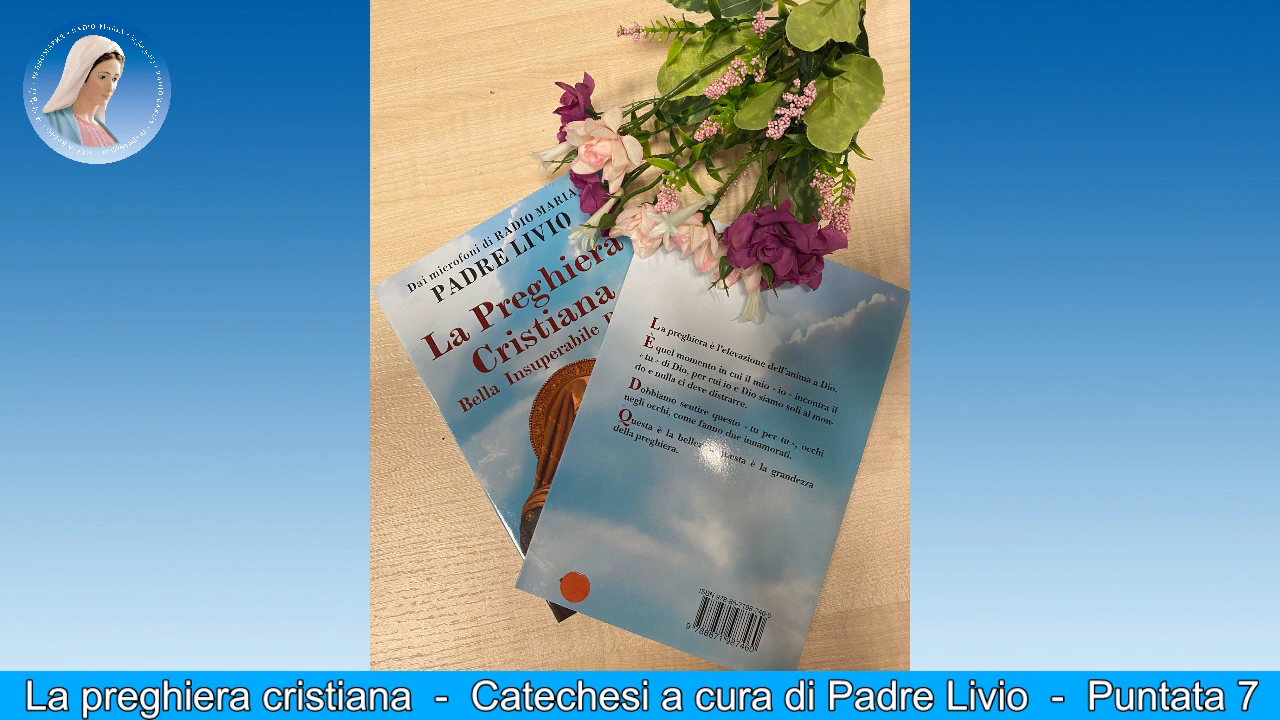 Dai microfoni di RADIO MARIA
PADRE LIVIO
La Preghiera
Cristiana
Bella Insuperabile
La preghiera è l'elevazione dell'anima a Dio.
È quel momento in cui il mio «io» incontra il
«tu» di Dio, per cui io e Dio siamo soli al mon-
do e nulla ci deve distrarre.
Dobbiamo sentire questo «tu per tu», occhi
negli occhi, come fanno due innamorati.
Questa è la bellezza, questa è la grandezza
della preghiera.
La preghiera cristiana - Catechesi a cura di Padre Livio - Puntata 7